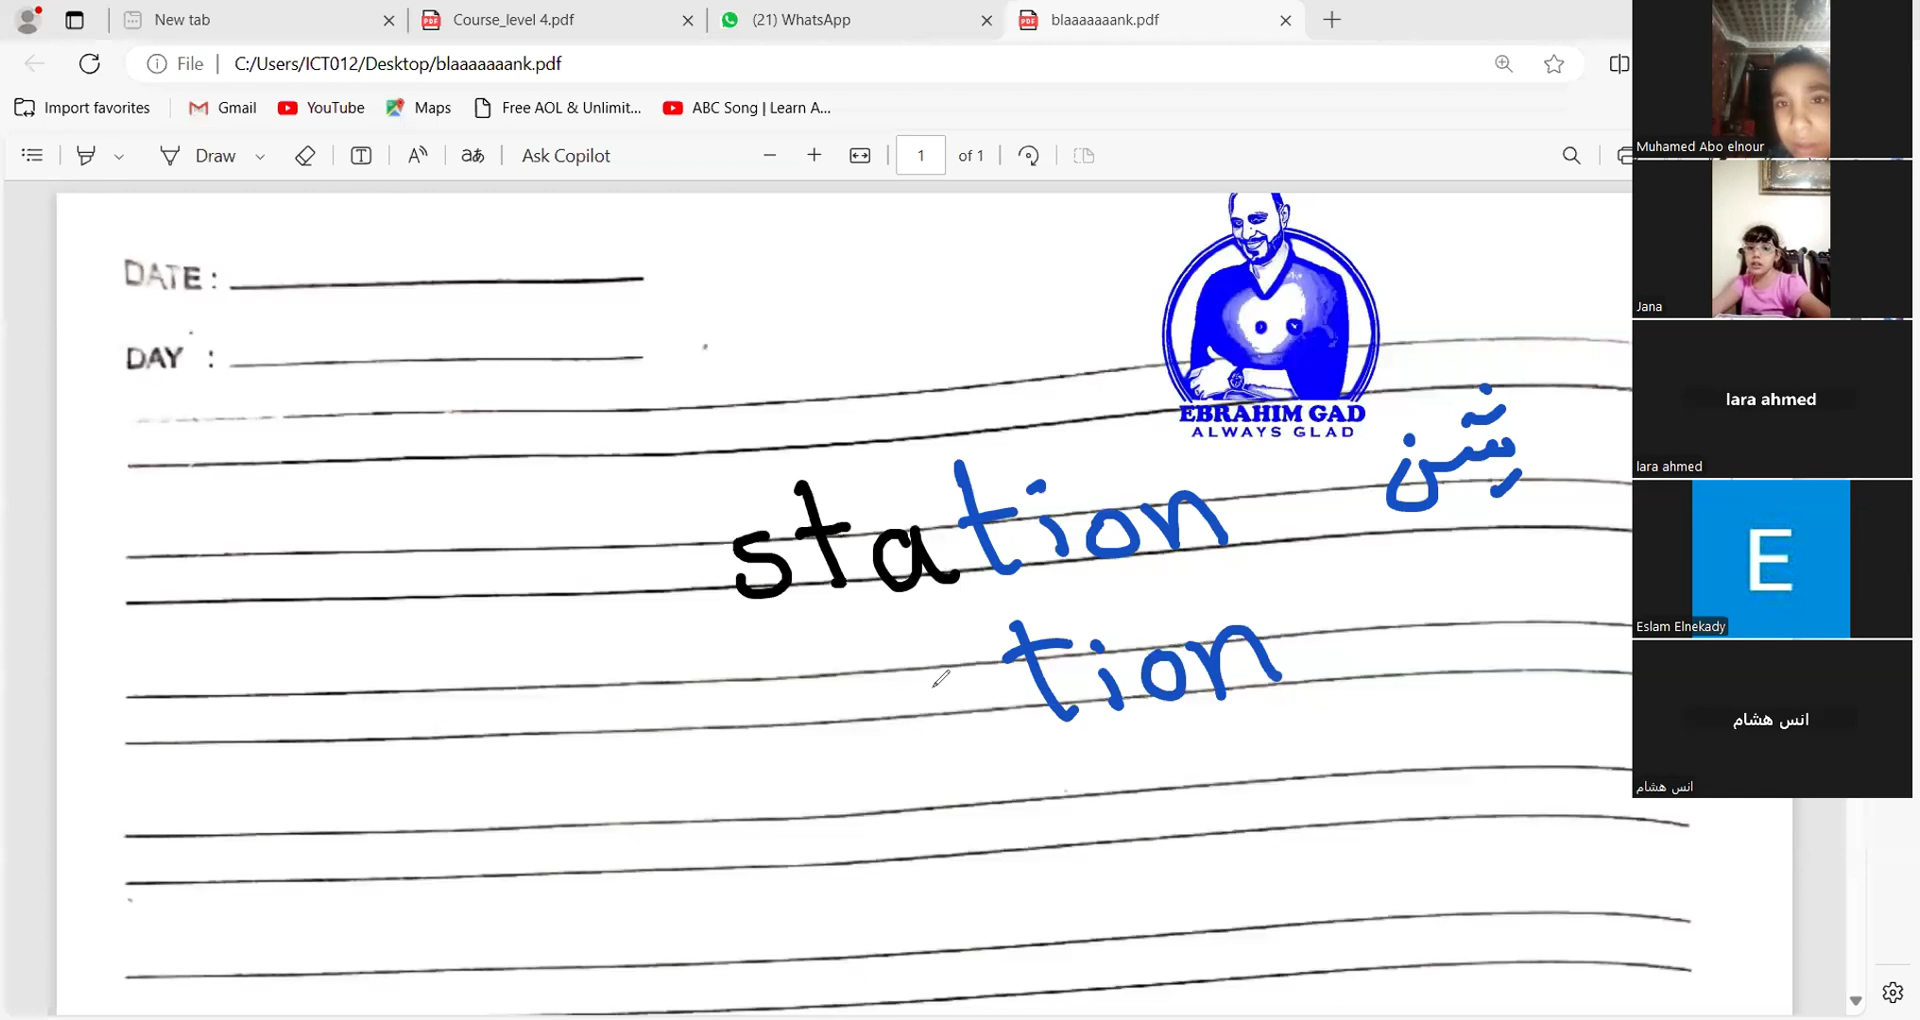 New tab
Course_level 4.pdf
(21) WhatsApp
blaaaaaaank.pdf
File
C:/Users/ICT012/Desktop/blaaaaaaank.pdf
Import favorites
Gmail
YouTube
Maps
Free AOL & Unlimit...
ABC Song | Learn A...
Draw
Ask Copilot
1
of 1
DATE :
DAY :
EBRAHIM GAD
ALWAYS GLAD
station
شن
tion
Muhamed Abo elnour
Jana
lara ahmed
lara ahmed
E
Eslam Elnekady
انس هشام
انس هشام